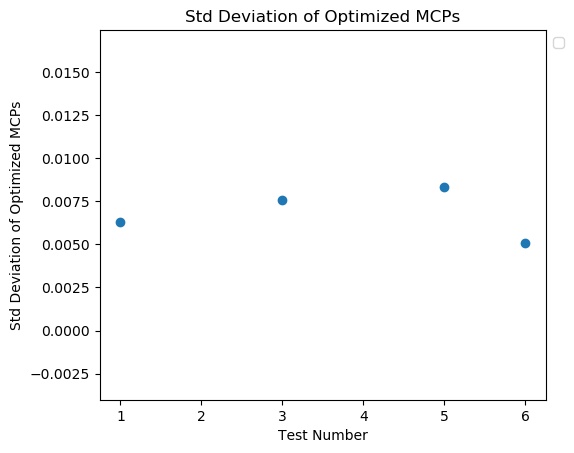 Std Deviation of Optimized MCPs
0.0150
0.0125
0.0100
0.0075
0.0050
0.0025
0.0000
−0.0025
Std Deviation of Optimized MCPs
1 2 3 4 5 6
Test Number